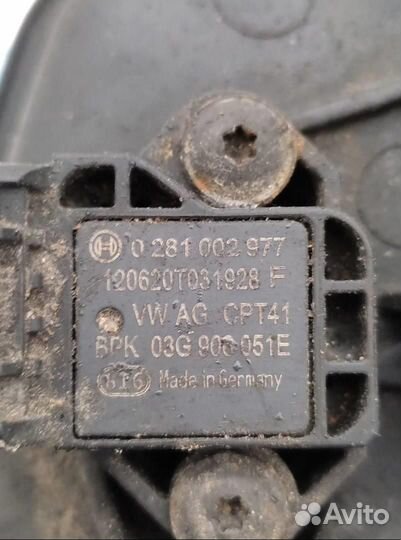 0 281 002 977
120620T031928 F
VW AG CPT41
BPK 03G 906 051E
Made in Germany
Avito